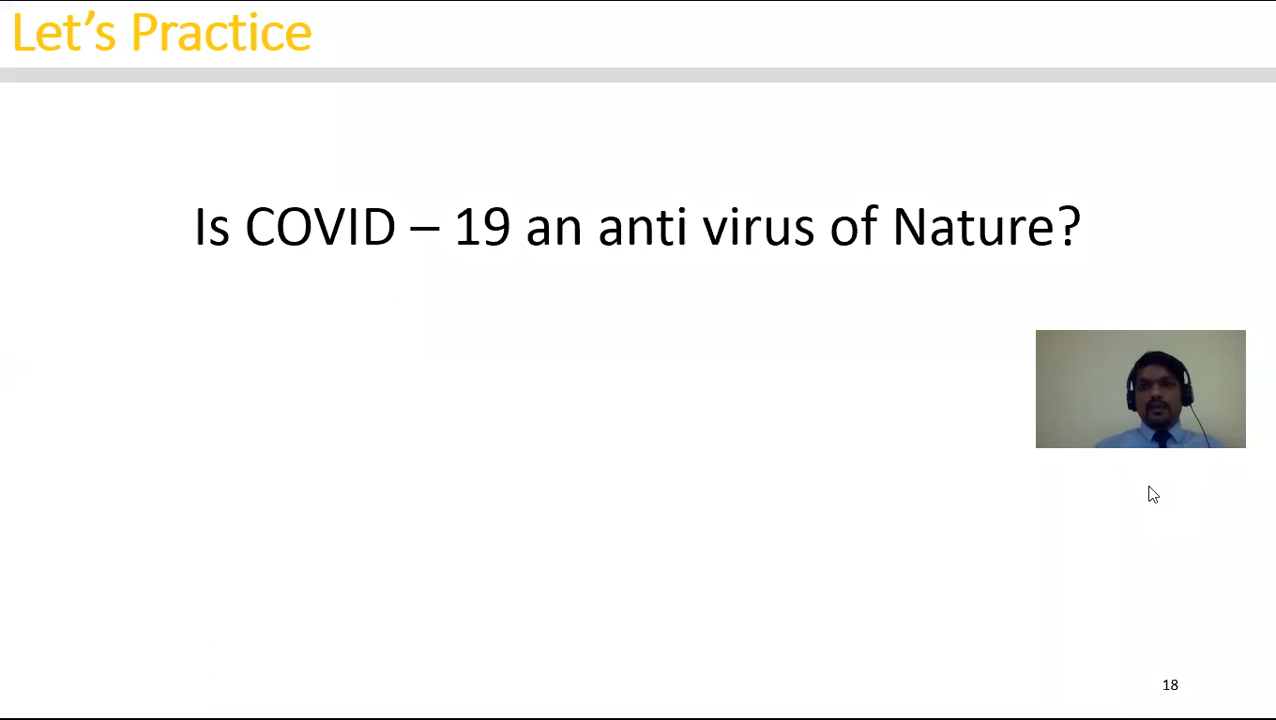 Let's Practice
Is COVID – 19 an anti virus of Nature?
18